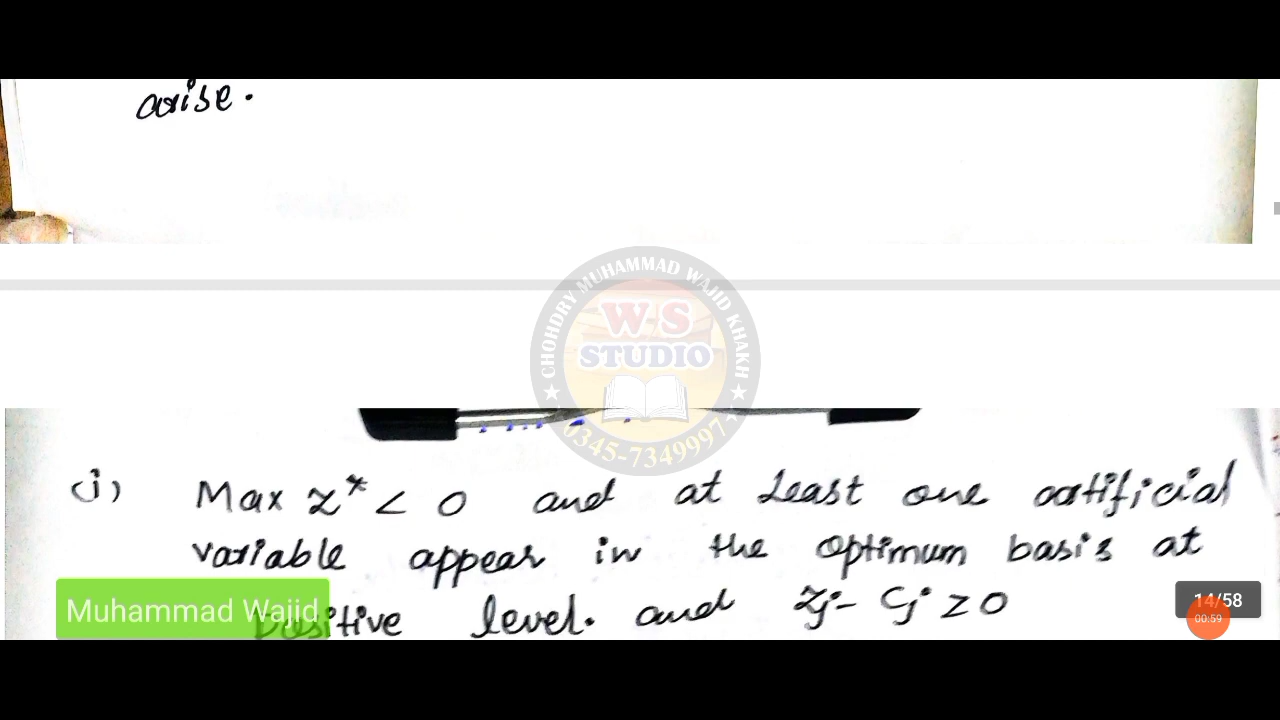 arise.
CHOHDRY MUHAMMAD WAJID KHAKH
W S
STUDIO
0345-7349997
(i) Max Z* < 0 and at least one artificial
variable appear in the optimum basis at
positive level. and Zj - Cj ≥ 0
Muhammad Wajid
14/58
00:59